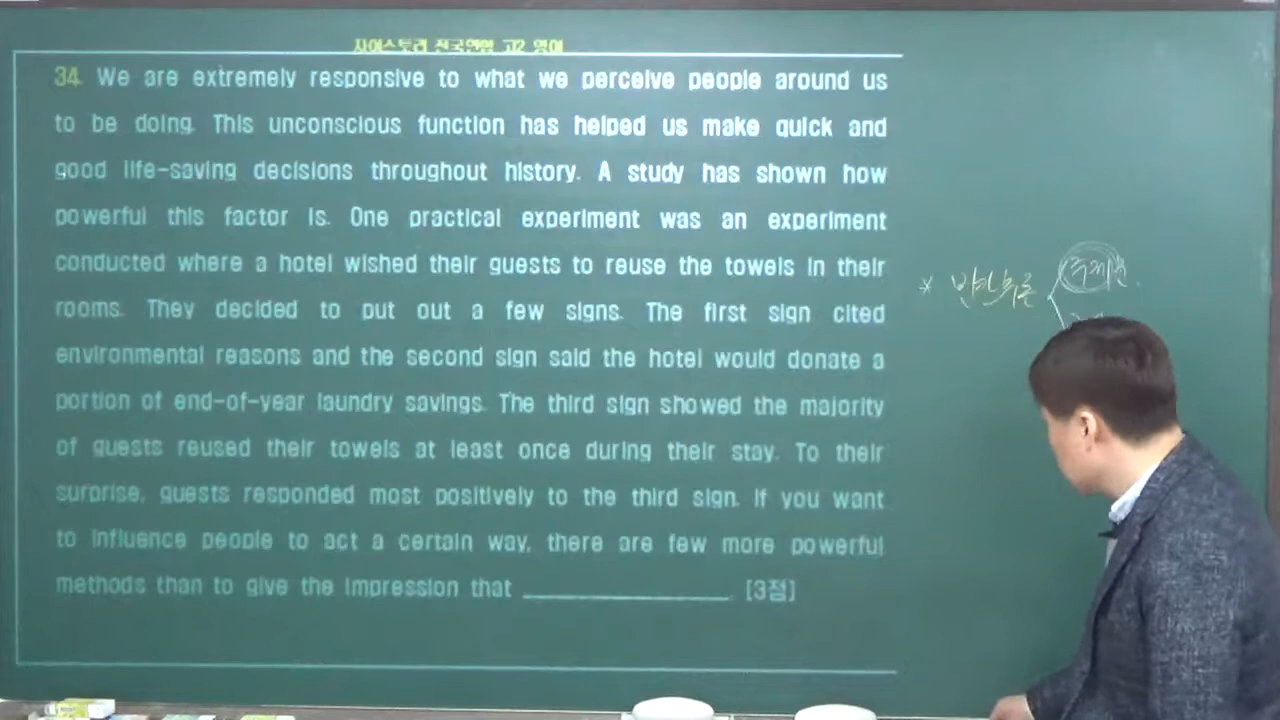 자이스토리 전국연합 고2 영어
34. We are extremely responsive to what we perceive people around us
to be doing. This unconscious function has helped us make quick and
good life-saving decisions throughout history. A study has shown how
powerful this factor is. One practical experiment was an experiment
conducted where a hotel wished their guests to reuse the towels in their
rooms. They decided to put out a few signs. The first sign cited
environmental reasons and the second sign said the hotel would donate a
portion of end-of-year laundry savings. The third sign showed the majority
of guests reused their towels at least once during their stay. To their
surprise, guests responded most positively to the third sign. If you want
to influence people to act a certain way, there are few more powerful
methods than to give the impression that ____________. [3점]
*